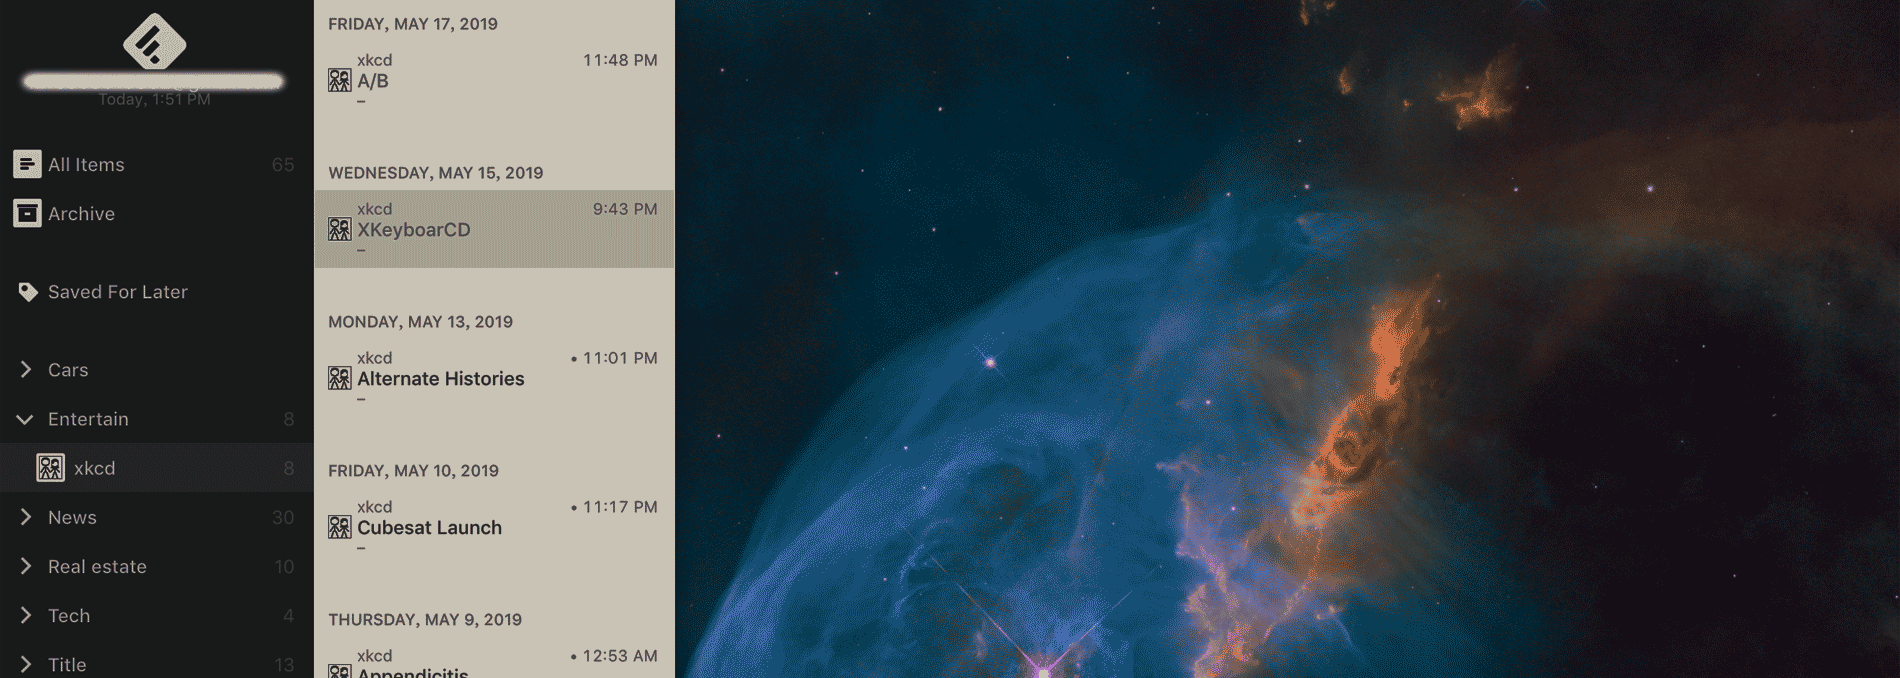 Today, 1:51 PM
All Items 65
Archive
Saved For Later
Cars
Entertain 8
xkcd 8
News 30
Real estate 10
Tech 4
Title 13
FRIDAY, MAY 17, 2019
xkcd 11:48 PM
A/B
–
WEDNESDAY, MAY 15, 2019
xkcd 9:43 PM
XKeyboarCD
–
MONDAY, MAY 13, 2019
xkcd • 11:01 PM
Alternate Histories
–
FRIDAY, MAY 10, 2019
xkcd • 11:17 PM
Cubesat Launch
–
THURSDAY, MAY 9, 2019
xkcd • 12:53 AM
Appendicitis